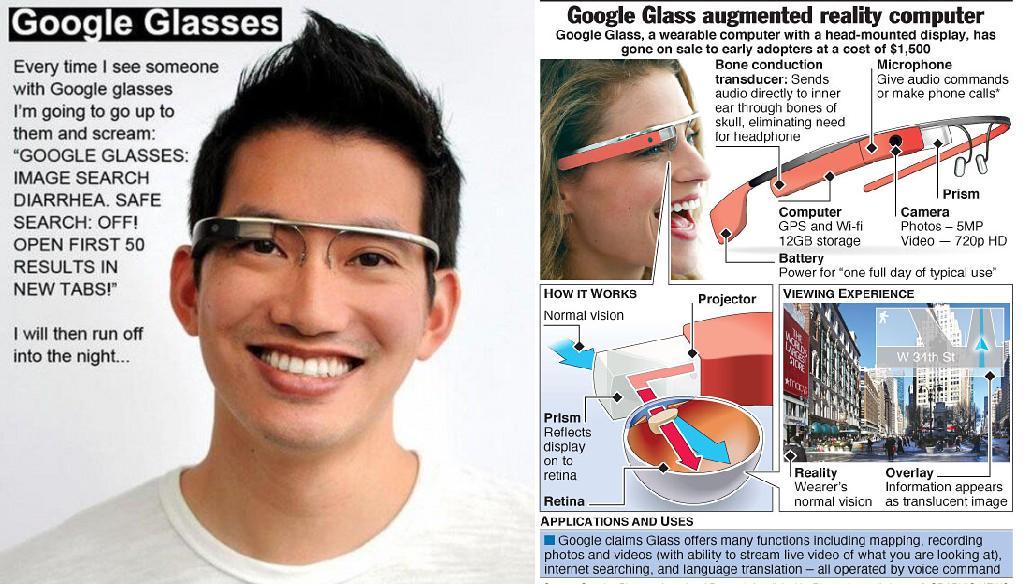 Google Glasses
Every time I see someone
with Google glasses
I'm going to go up to
them and scream:
“GOOGLE GLASSES:
IMAGE SEARCH
DIARRHEA. SAFE
SEARCH: OFF!
OPEN FIRST 50
RESULTS IN
NEW TABS!”
I will then run off
into the night...
Google Glass augmented reality computer
Google Glass, a wearable computer with a head-mounted display, has
gone on sale to early adopters at a cost of $1,500
Bone conduction
transducer: Sends
audio directly to inner
ear through bones of
skull, eliminating need
for headphone
Microphone
Give audio commands
or make phone calls*
Prism
Computer
GPS and Wi-fi
12GB storage
Camera
Photos – 5MP
Video — 720p HD
Battery
Power for “one full day of typical use”
HOW IT WORKS
Normal vision
Projector
Prism
Reflects
display
on to
retina
Retina
VIEWING EXPERIENCE
THE WORLD'S
LARGEST
STORE
W 34th St
Reality
Wearer's
normal vision
Overlay
Information appears
as translucent image
APPLICATIONS AND USES
Google claims Glass offers many functions including mapping, recording
photos and videos (with ability to stream live video of what you are looking at),
internet searching, and language translation – all operated by voice command